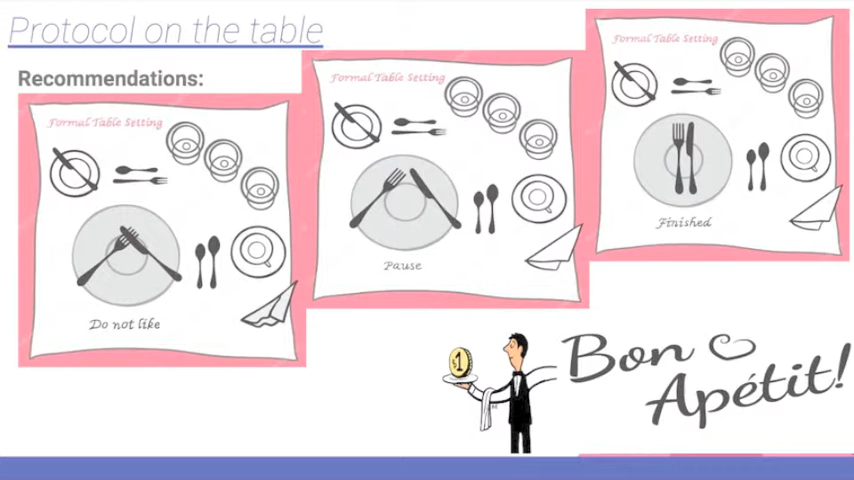 Protocol on the table
Recommendations:
Formal Table Setting
Do not like
Formal Table Setting
Pause
Formal Table Setting
Finished
1
Bon
Apétit!